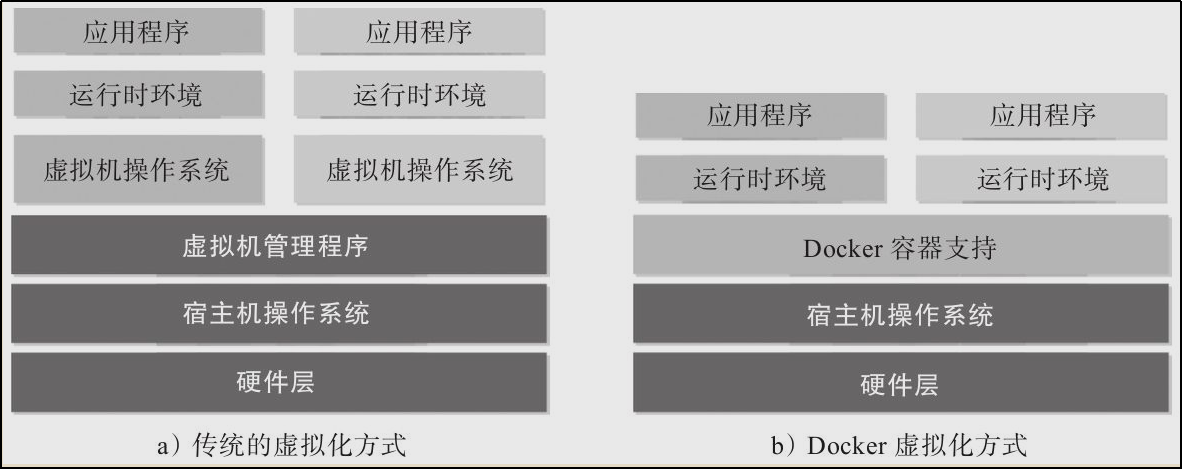 应用程序 应用程序
运行时环境 运行时环境
虚拟机操作系统 虚拟机操作系统
虚拟机管理程序
宿主机操作系统
硬件层
a）传统的虚拟化方式
应用程序 应用程序
运行时环境 运行时环境
Docker 容器支持
宿主机操作系统
硬件层
b）Docker 虚拟化方式